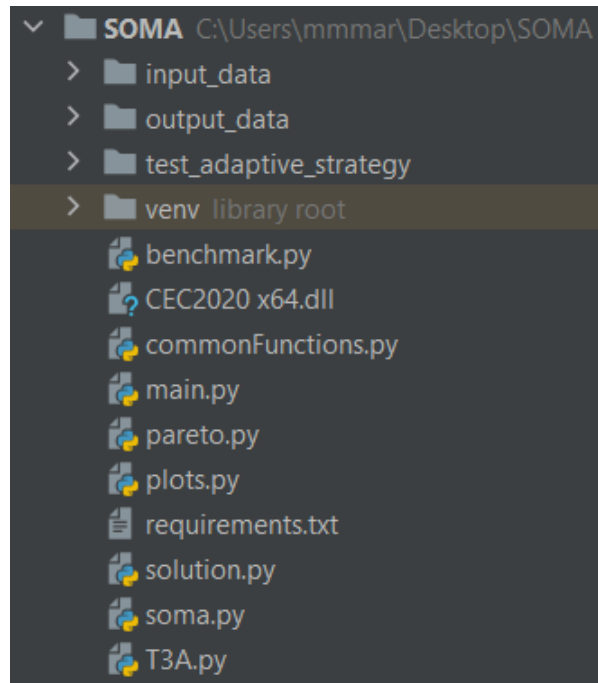 SOMA C:\Users\mmmar\Desktop\SOMA
input_data
output_data
test_adaptive_strategy
venv library root
benchmark.py
CEC2020 x64.dll
commonFunctions.py
main.py
pareto.py
plots.py
requirements.txt
solution.py
soma.py
T3A.py